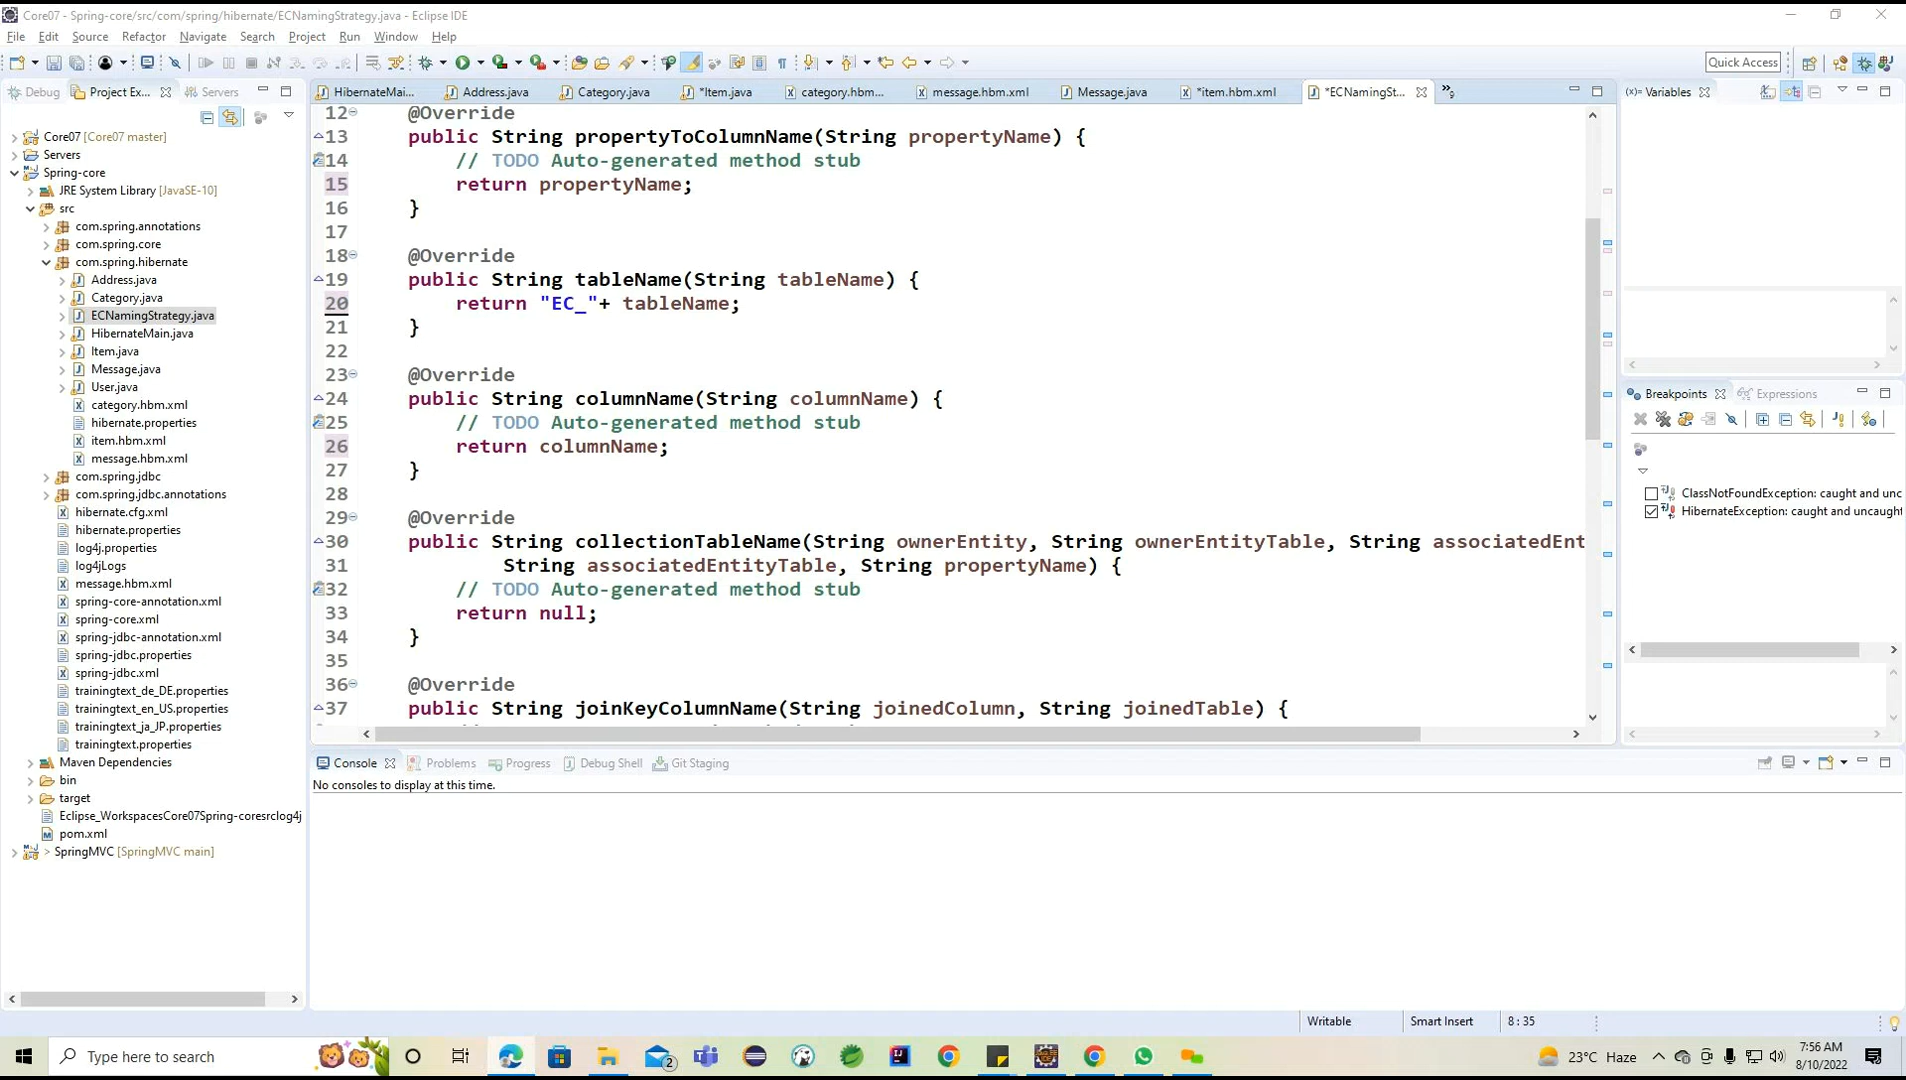 Core07 - Spring-core/src/com/spring/hibernate/ECNamingStrategy.java - Eclipse IDE
File Edit Source Refactor Navigate Search Project Run Window Help
Quick Access
Debug Project Ex... Servers
HibernateMai... Address.java Category.java *Item.java category.hbm... message.hbm.xml Message.java *item.hbm.xml *ECNamingSt... »9
(x)= Variables
Core07 [Core07 master]
Servers
Spring-core
JRE System Library [JavaSE-10]
src
com.spring.annotations
com.spring.core
com.spring.hibernate
Address.java
Category.java
ECNamingStrategy.java
HibernateMain.java
Item.java
Message.java
User.java
category.hbm.xml
hibernate.properties
item.hbm.xml
message.hbm.xml
com.spring.jdbc
com.spring.jdbc.annotations
hibernate.cfg.xml
hibernate.properties
log4j.properties
log4jLogs
message.hbm.xml
spring-core-annotation.xml
spring-core.xml
spring-jdbc-annotation.xml
spring-jdbc.properties
spring-jdbc.xml
trainingtext_de_DE.properties
trainingtext_en_US.properties
trainingtext_ja_JP.properties
trainingtext.properties
Maven Dependencies
bin
target
Eclipse_WorkspacesCore07Spring-coresrclog4j
pom.xml
> SpringMVC [SpringMVC main]
12 @Override
13 public String propertyToColumnName(String propertyName) {
14 // TODO Auto-generated method stub
15 return propertyName;
16 }
17
18 @Override
19 public String tableName(String tableName) {
20 return "EC_"+ tableName;
21 }
22
23 @Override
24 public String columnName(String columnName) {
25 // TODO Auto-generated method stub
26 return columnName;
27 }
28
29 @Override
30 public String collectionTableName(String ownerEntity, String ownerEntityTable, String associatedEnt
31 String associatedEntityTable, String propertyName) {
32 // TODO Auto-generated method stub
33 return null;
34 }
35
36 @Override
37 public String joinKeyColumnName(String joinedColumn, String joinedTable) {
Breakpoints Expressions
ClassNotFoundException: caught and unc
HibernateException: caught and uncaught
Console Problems Progress Debug Shell Git Staging
No consoles to display at this time.
Writable Smart Insert 8 : 35
Type here to search
2
23°C Haze
7:56 AM
8/10/2022